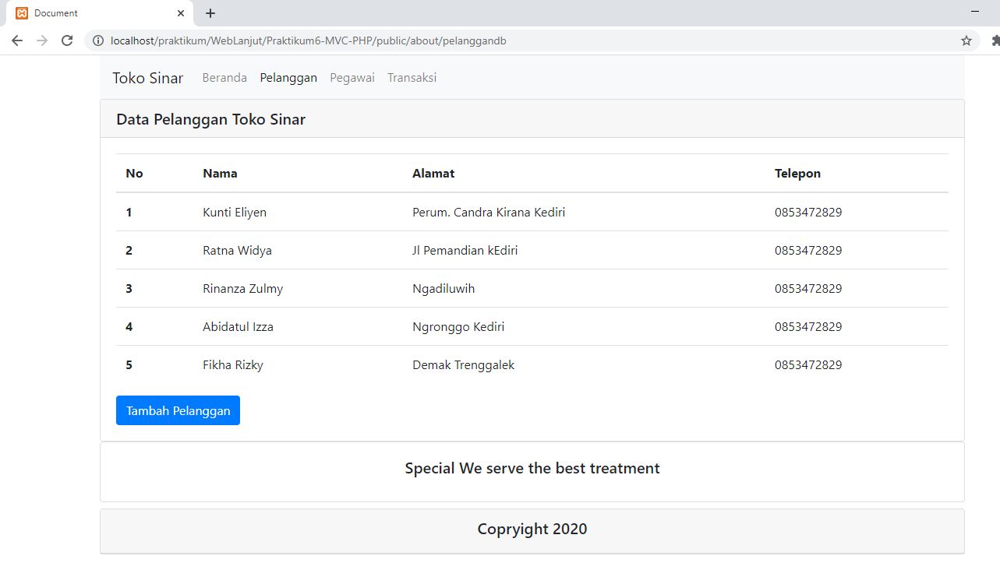 Document
localhost/praktikum/WebLanjut/Praktikum6-MVC-PHP/public/about/pelanggandb
Toko Sinar Beranda Pelanggan Pegawai Transaksi
Data Pelanggan Toko Sinar
No Nama Alamat Telepon
1 Kunti Eliyen Perum. Candra Kirana Kediri 0853472829
2 Ratna Widya Jl Pemandian kEdiri 0853472829
3 Rinanza Zulmy Ngadiluwih 0853472829
4 Abidatul Izza Ngronggo Kediri 0853472829
5 Fikha Rizky Demak Trenggalek 0853472829
Tambah Pelanggan
Special We serve the best treatment
Copryight 2020